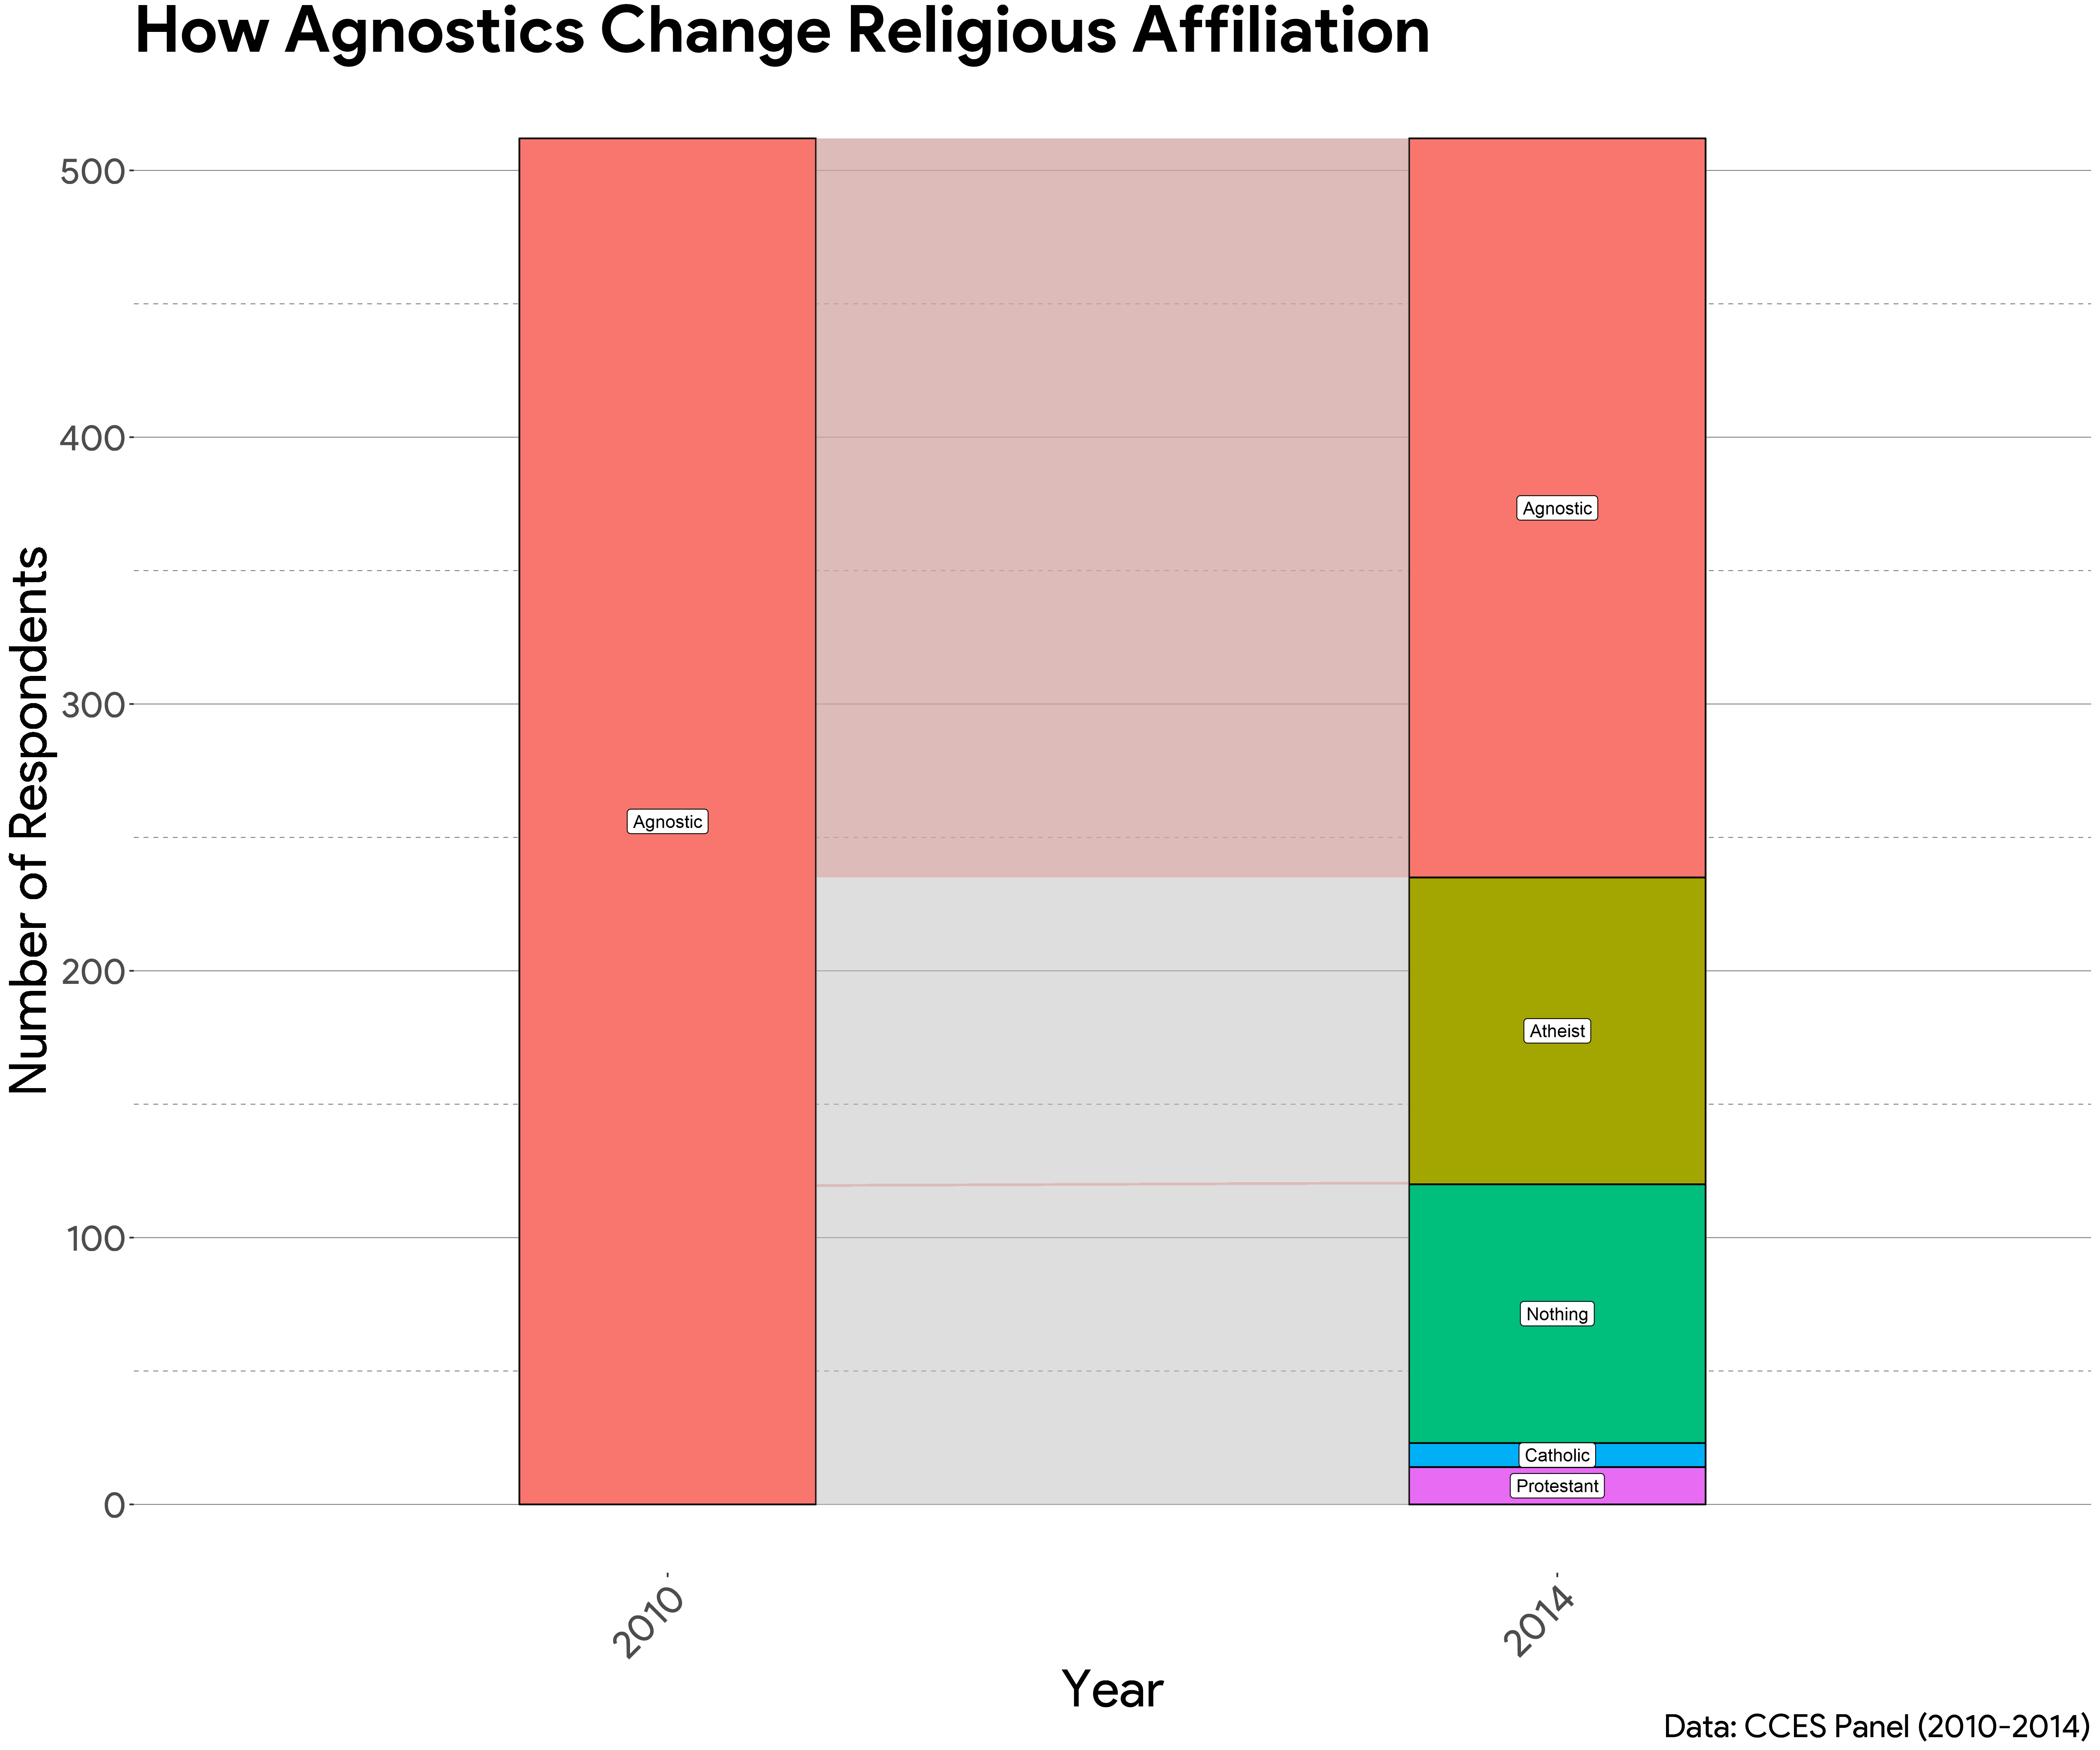 How Agnostics Change Religious Affiliation
Number of Respondents
500
400
300
200
100
0
Agnostic
Agnostic
Atheist
Nothing
Catholic
Protestant
2010
2014
Year
Data: CCES Panel (2010-2014)